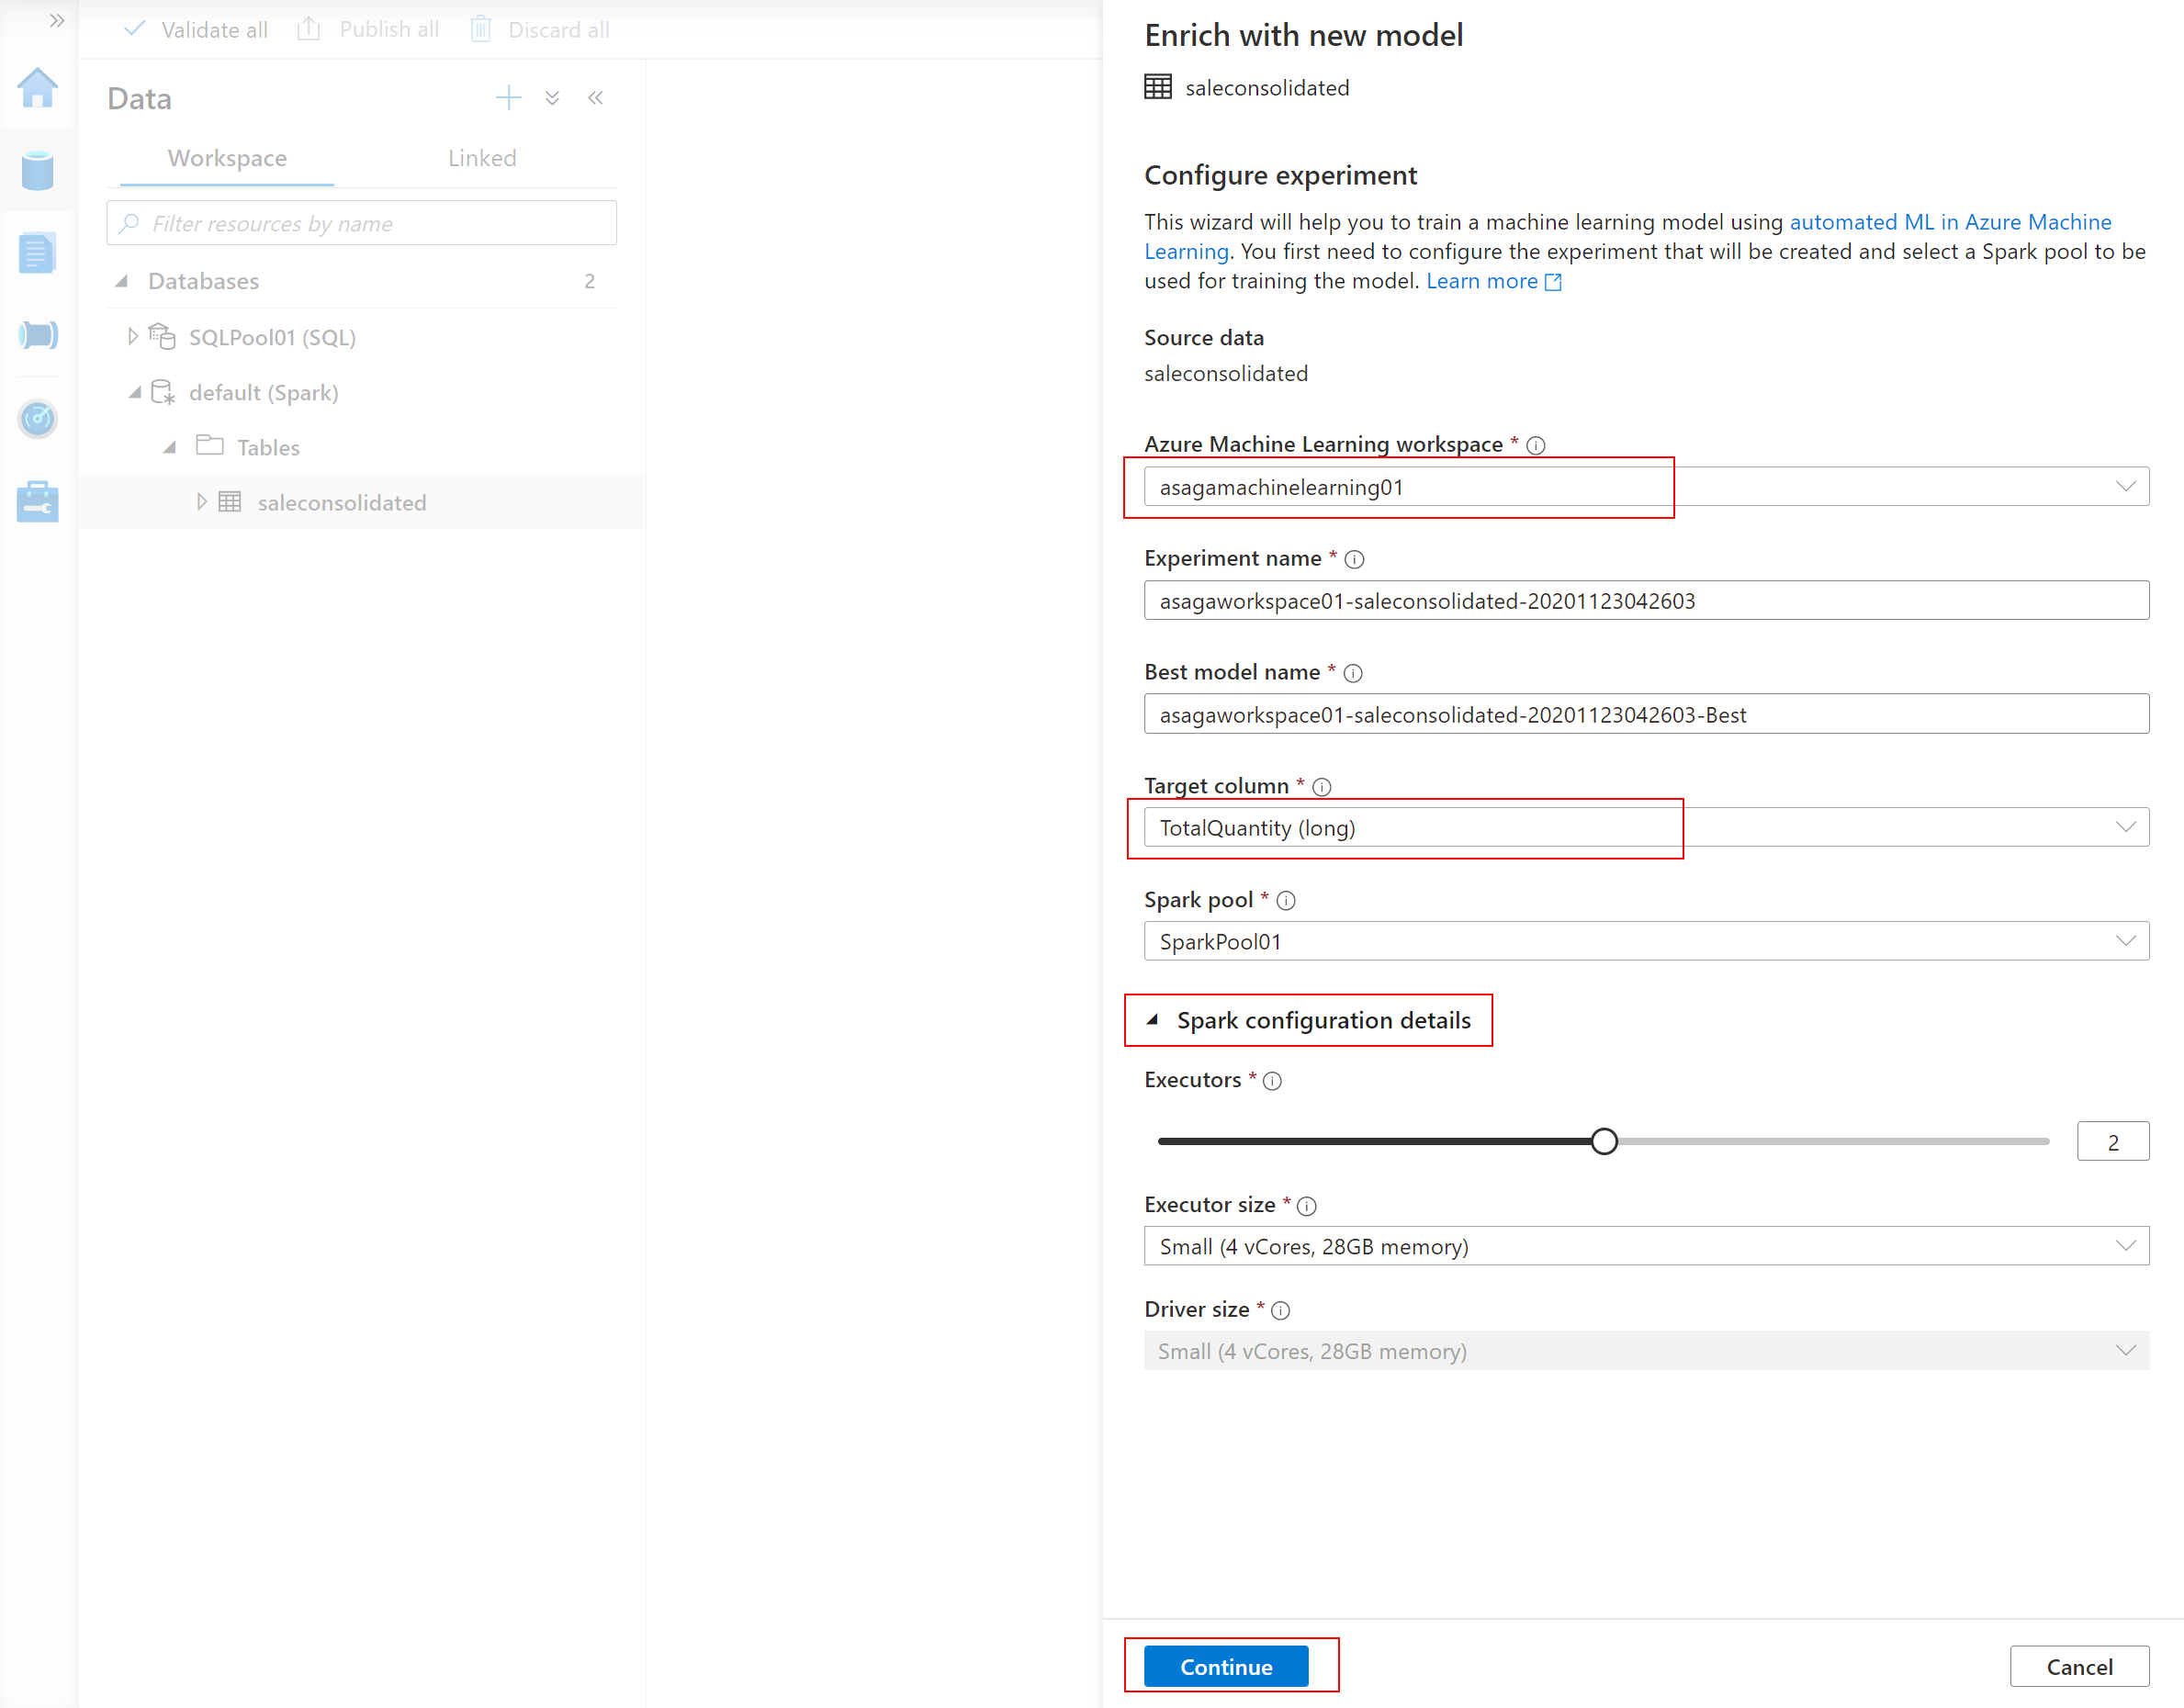 Validate all
Publish all
Discard all
Data
Workspace
Linked
Filter resources by name
Databases
2
SQLPool01 (SQL)
default (Spark)
Tables
saleconsolidated
Enrich with new model
saleconsolidated
Configure experiment
This wizard will help you to train a machine learning model using automated ML in Azure Machine
Learning. You first need to configure the experiment that will be created and select a Spark pool to be
used for training the model. Learn more
Source data
saleconsolidated
Azure Machine Learning workspace *
asagamachinelearning01
Experiment name *
asagaworkspace01-saleconsolidated-20201123042603
Best model name *
asagaworkspace01-saleconsolidated-20201123042603-Best
Target column *
TotalQuantity (long)
Spark pool *
SparkPool01
Spark configuration details
Executors *
2
Executor size *
Small (4 vCores, 28GB memory)
Driver size *
Small (4 vCores, 28GB memory)
Continue
Cancel